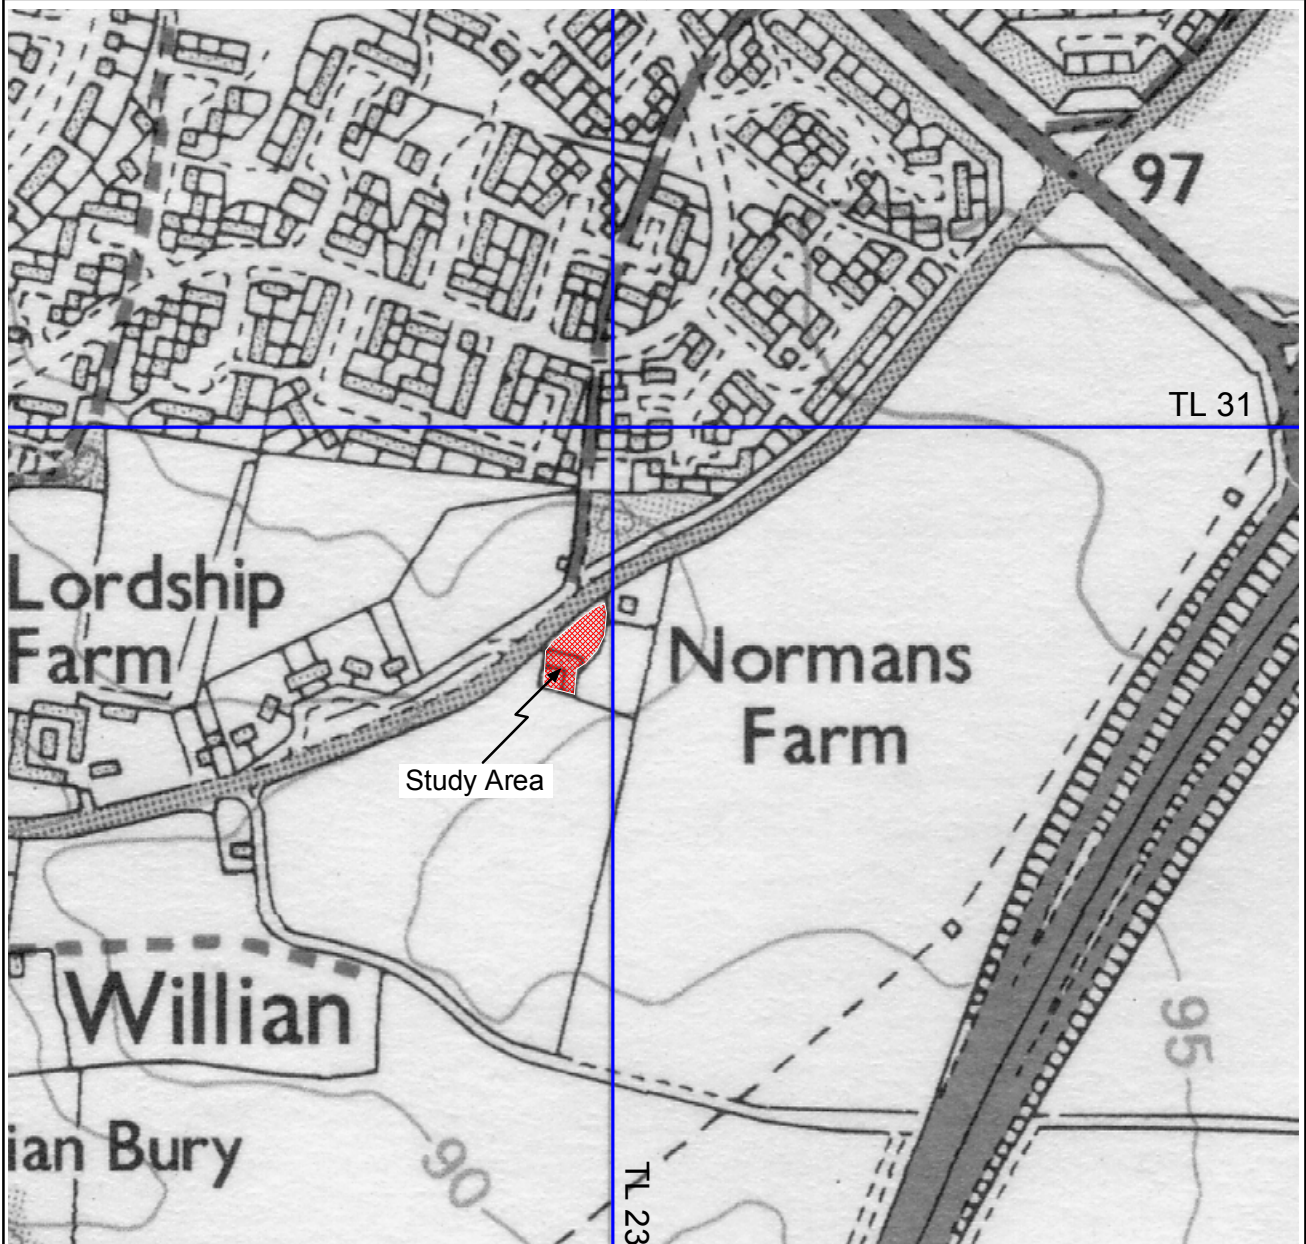 97
TL 31
Lordship
Farm
Normans
Farm
Study Area
Willian
95
ian Bury
90
TL 23